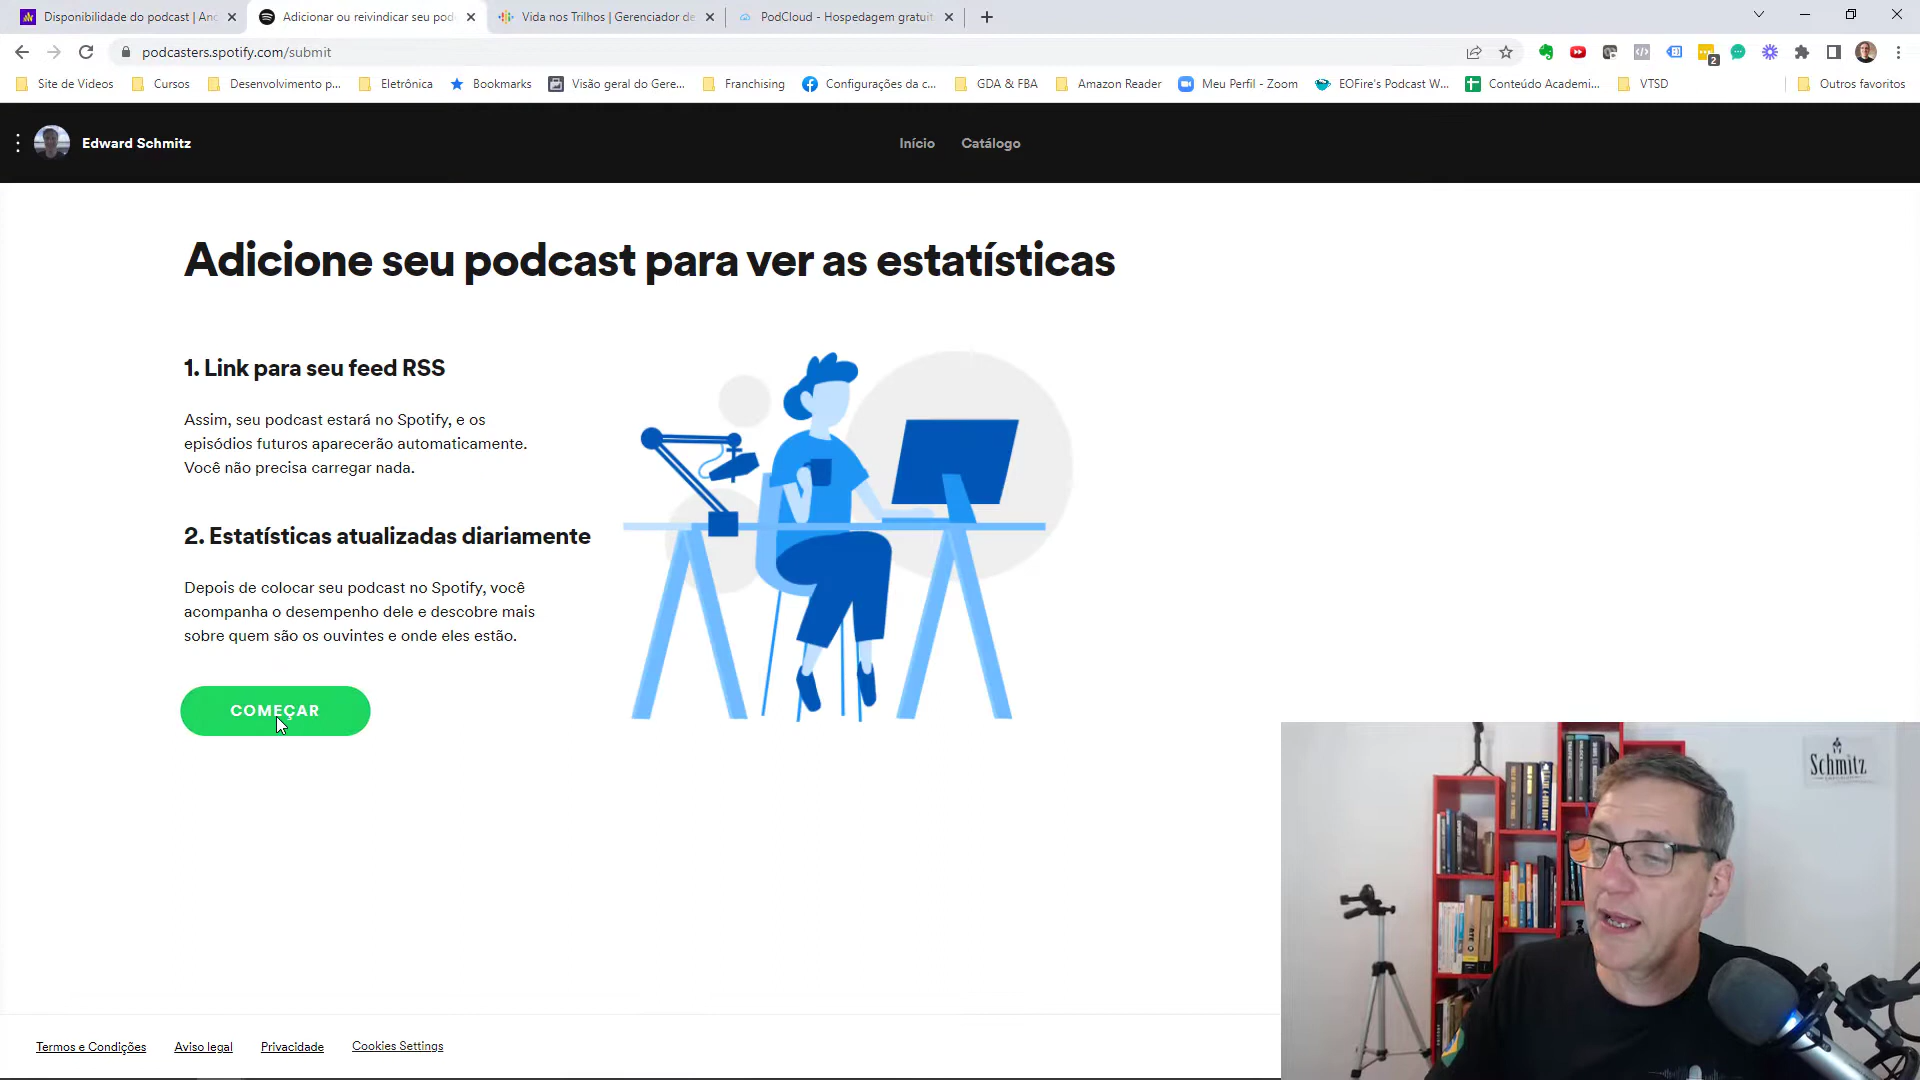 Disponibilidade do podcast | Anc
Adicionar ou reivindicar seu pod
Vida nos Trilhos | Gerenciador de
PodCloud - Hospedagem gratuit
podcasters.spotify.com/submit
2
Site de Videos
Cursos
Desenvolvimento p...
Eletrônica
Bookmarks
Visão geral do Gere...
Franchising
Configurações da c...
GDA & FBA
Amazon Reader
Meu Perfil - Zoom
EOFire's Podcast W...
Conteúdo Academi...
VTSD
Outros favoritos
Edward Schmitz
Início
Catálogo
Adicione seu podcast para ver as estatísticas
1. Link para seu feed RSS
Assim, seu podcast estará no Spotify, e os
episódios futuros aparecerão automaticamente.
Você não precisa carregar nada.
2. Estatísticas atualizadas diariamente
Depois de colocar seu podcast no Spotify, você
acompanha o desempenho dele e descobre mais
sobre quem são os ouvintes e onde eles estão.
COMEÇAR
Schmitz
Termos e Condições
Aviso legal
Privacidade
Cookies Settings